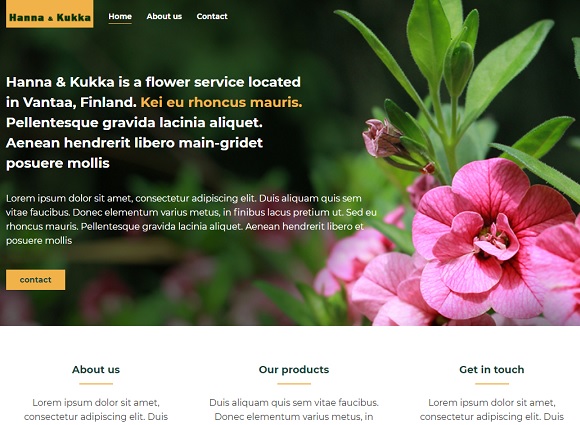 Hanna & Kukka
Home About us Contact
Hanna & Kukka is a flower service located
in Vantaa, Finland. Kei eu rhoncus mauris.
Pellentesque gravida lacinia aliquet.
Aenean hendrerit libero main-gridet
posuere mollis
Lorem ipsum dolor sit amet, consectetur adipiscing elit. Duis aliquam quis sem
vitae faucibus. Donec elementum varius metus, in finibus lacus pretium ut. Sed eu
rhoncus mauris. Pellentesque gravida lacinia aliquet. Aenean hendrerit libero et
posuere mollis
contact
About us
Lorem ipsum dolor sit amet,
consectetur adipiscing elit. Duis
Our products
Duis aliquam quis sem vitae faucibus.
Donec elementum varius metus, in
Get in touch
Lorem ipsum dolor sit amet,
consectetur adipiscing elit. Duis